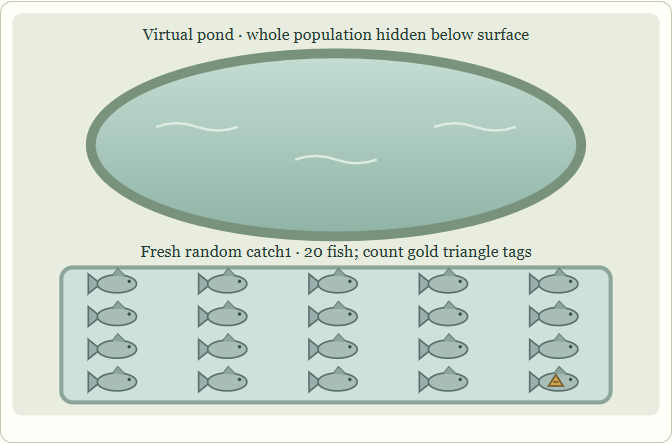 Virtual pond · whole population hidden below surface
Fresh random catch1 · 20 fish; count gold triangle tags